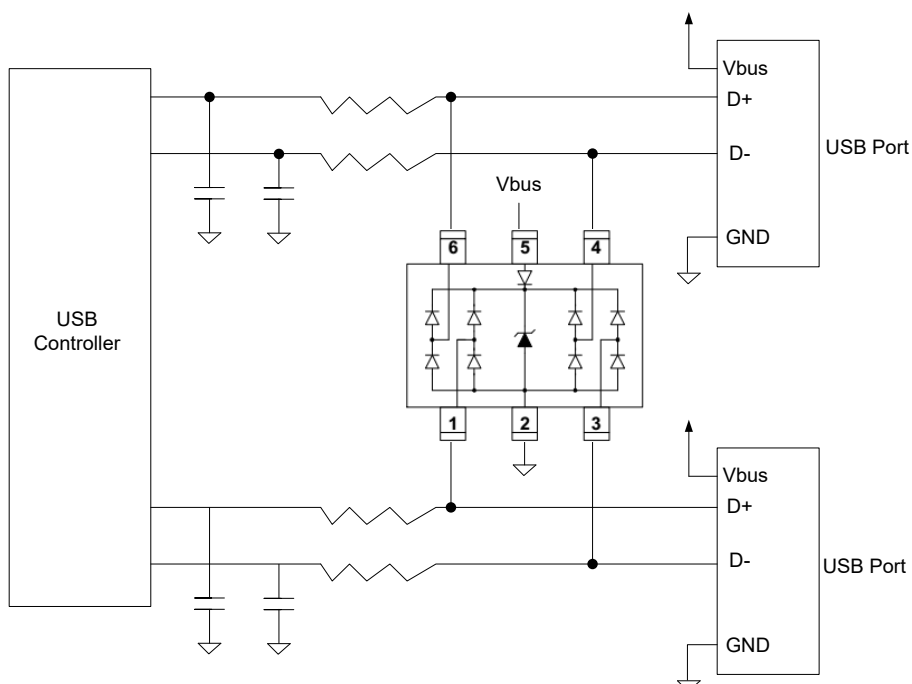 Vbus
D+
D-
USB Port
GND
Vbus
6
5
4
USB
Controller
1
2
3
Vbus
D+
D-
USB Port
GND